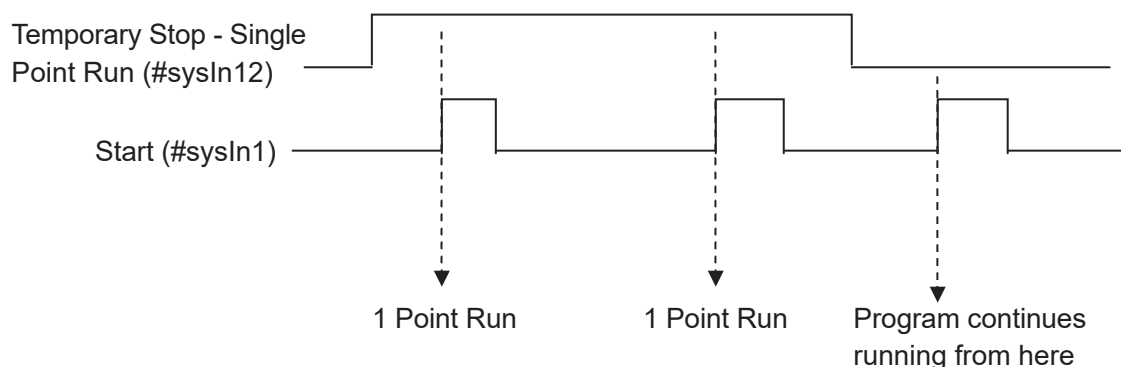 Temporary Stop - Single
Point Run (#sysIn12)
Start (#sysIn1)
1 Point Run
1 Point Run
Program continues
running from here